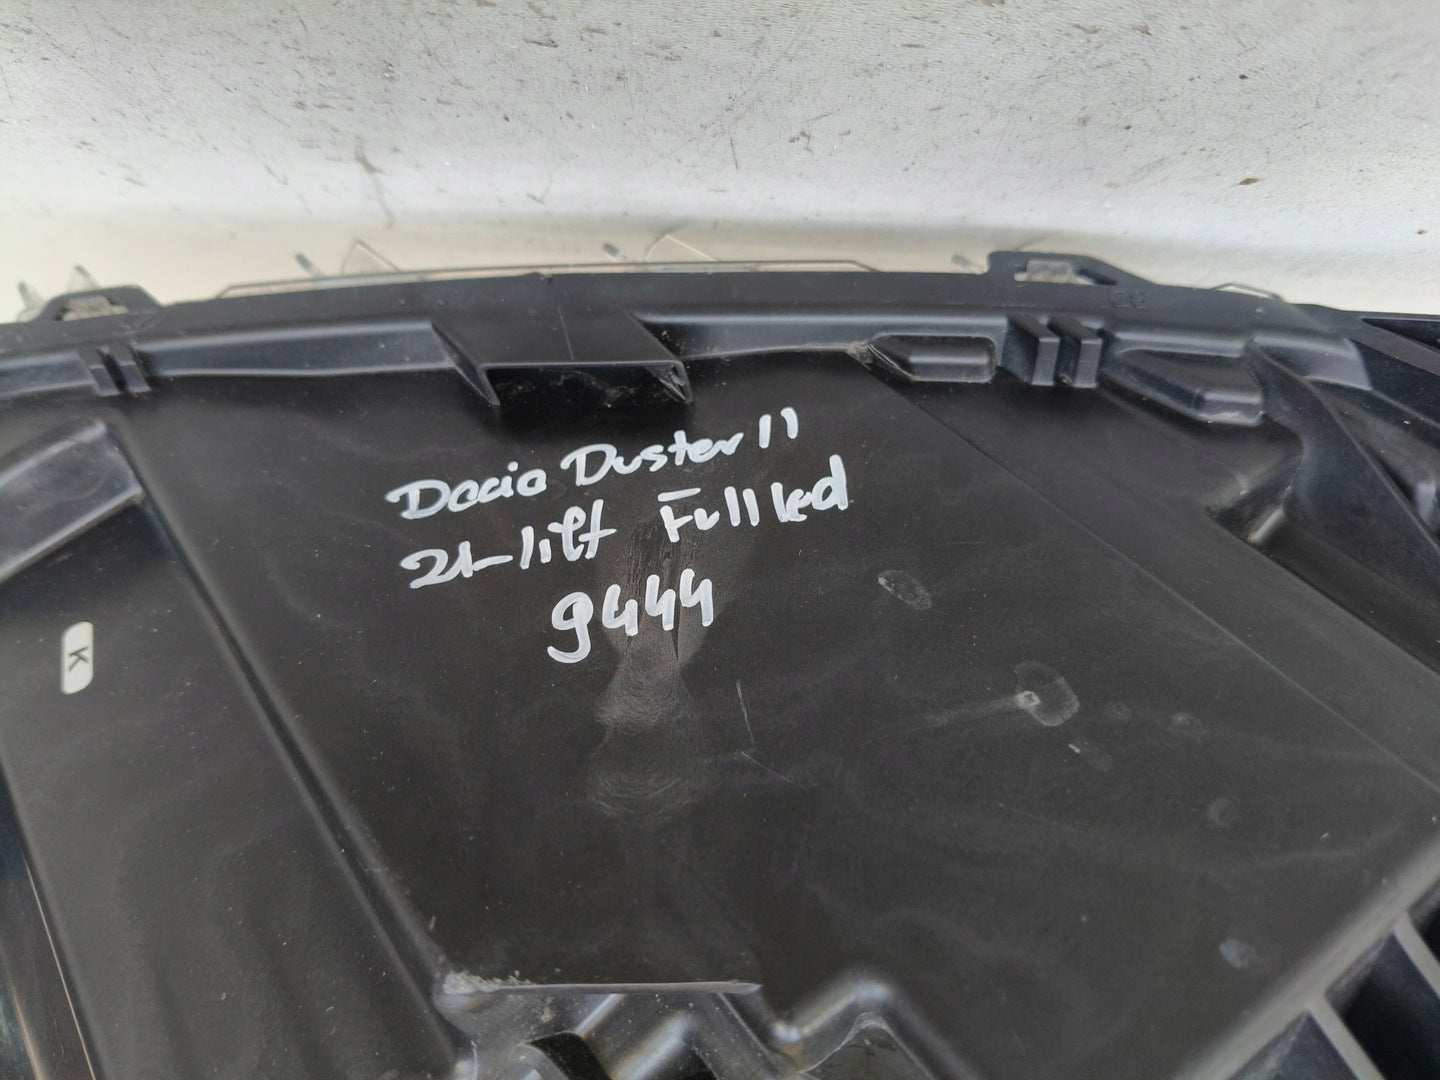 Dacia Duster II
21-lift Full led
9444
K